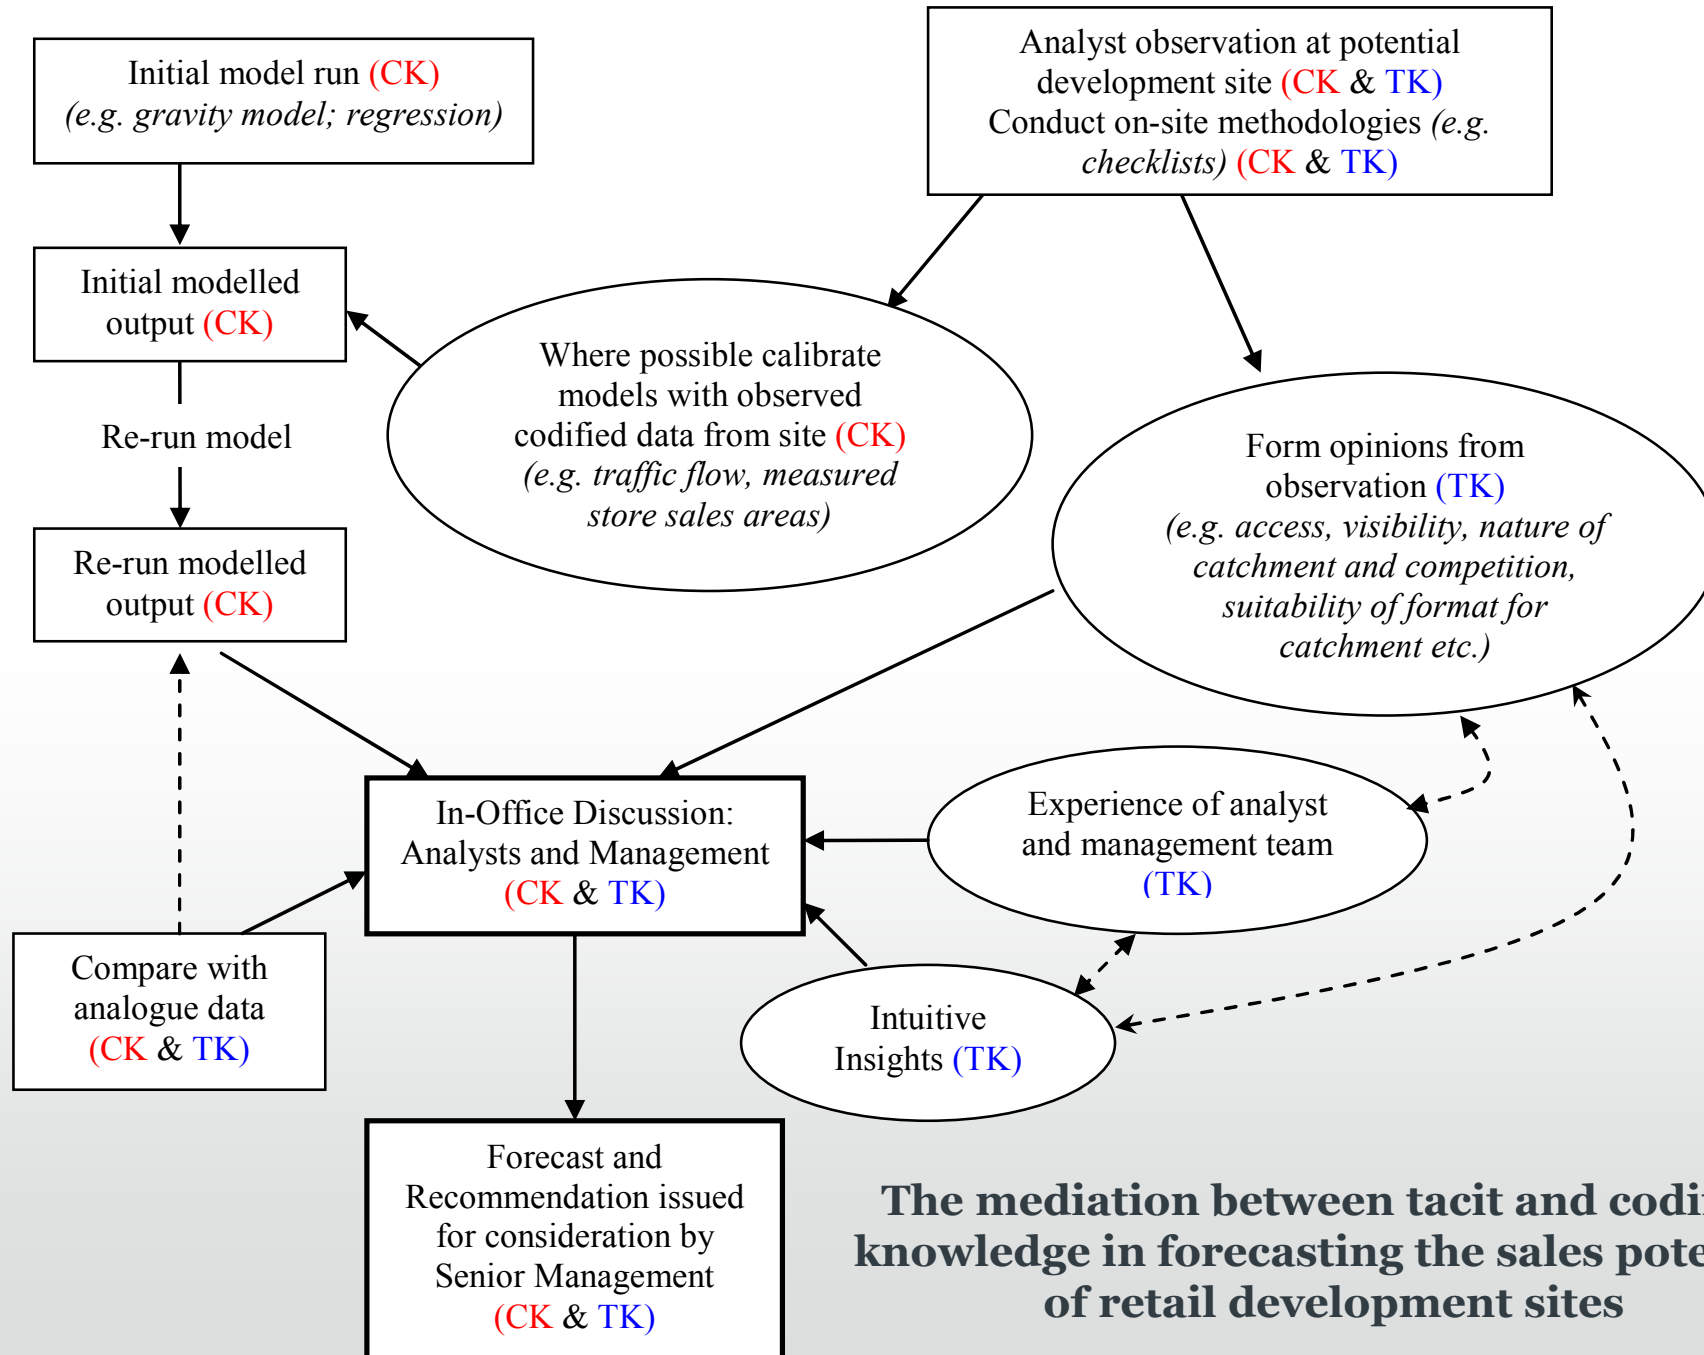 Initial model run (CK)
(e.g. gravity model; regression)
Analyst observation at potential
development site (CK & TK)
Conduct on-site methodologies (e.g.
checklists) (CK & TK)
Initial modelled
output (CK)
Where possible calibrate
models with observed
codified data from site (CK)
(e.g. traffic flow, measured
store sales areas)
Re-run model
Form opinions from
observation (TK)
(e.g. access, visibility, nature of
catchment and competition,
suitability of format for
catchment etc.)
Re-run modelled
output (CK)
In-Office Discussion:
Analysts and Management
(CK & TK)
Experience of analyst
and management team
(TK)
Compare with
analogue data
(CK & TK)
Intuitive
Insights (TK)
Forecast and
Recommendation issued
for consideration by
Senior Management
(CK & TK)
The mediation between tacit and
knowledge in forecasting the sales
of retail development sites